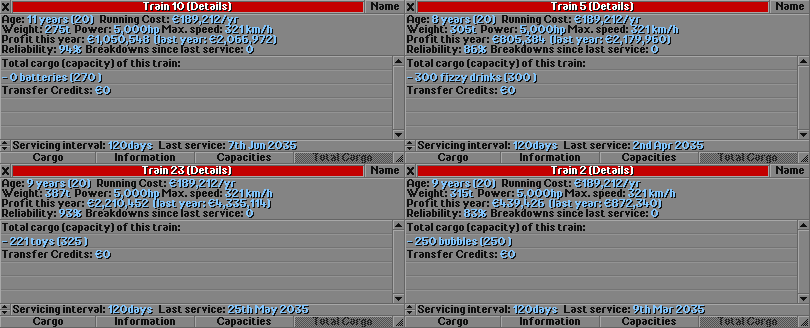 X Train 10 (Details) Name
Age: 11 years (20) Running Cost: €189,212/yr
Weight: 275t Power: 5,000hp Max. speed: 321km/h
Profit this year: €1,050,548 (last year: €2,066,972)
Reliability: 94% Breakdowns since last service: 0
Total cargo (capacity) of this train:
- 0 batteries (270 )
Transfer Credits: €0
Servicing interval: 120days Last service: 7th Jun 2035
Cargo Information Capacities Total Cargo
X Train 5 (Details) Name
Age: 8 years (20) Running Cost: €189,212/yr
Weight: 305t Power: 5,000hp Max. speed: 321km/h
Profit this year: €805,384 (last year: €2,179,960)
Reliability: 86% Breakdowns since last service: 0
Total cargo (capacity) of this train:
- 300 fizzy drinks (300 )
Transfer Credits: €0
Servicing interval: 120days Last service: 2nd Apr 2035
Cargo Information Capacities Total Cargo
X Train 23 (Details) Name
Age: 9 years (20) Running Cost: €189,212/yr
Weight: 387t Power: 5,000hp Max. speed: 321km/h
Profit this year: €2,210,452 (last year: €4,335,114)
Reliability: 93% Breakdowns since last service: 0
Total cargo (capacity) of this train:
- 221 toys (325 )
Transfer Credits: €0
Servicing interval: 120days Last service: 25th May 2035
Cargo Information Capacities Total Cargo
X Train 2 (Details) Name
Age: 9 years (20) Running Cost: €189,212/yr
Weight: 315t Power: 5,000hp Max. speed: 321km/h
Profit this year: €439,426 (last year: €872,340)
Reliability: 83% Breakdowns since last service: 0
Total cargo (capacity) of this train:
- 250 bubbles (250 )
Transfer Credits: €0
Servicing interval: 120days Last service: 9th Mar 2035
Cargo Information Capacities Total Cargo